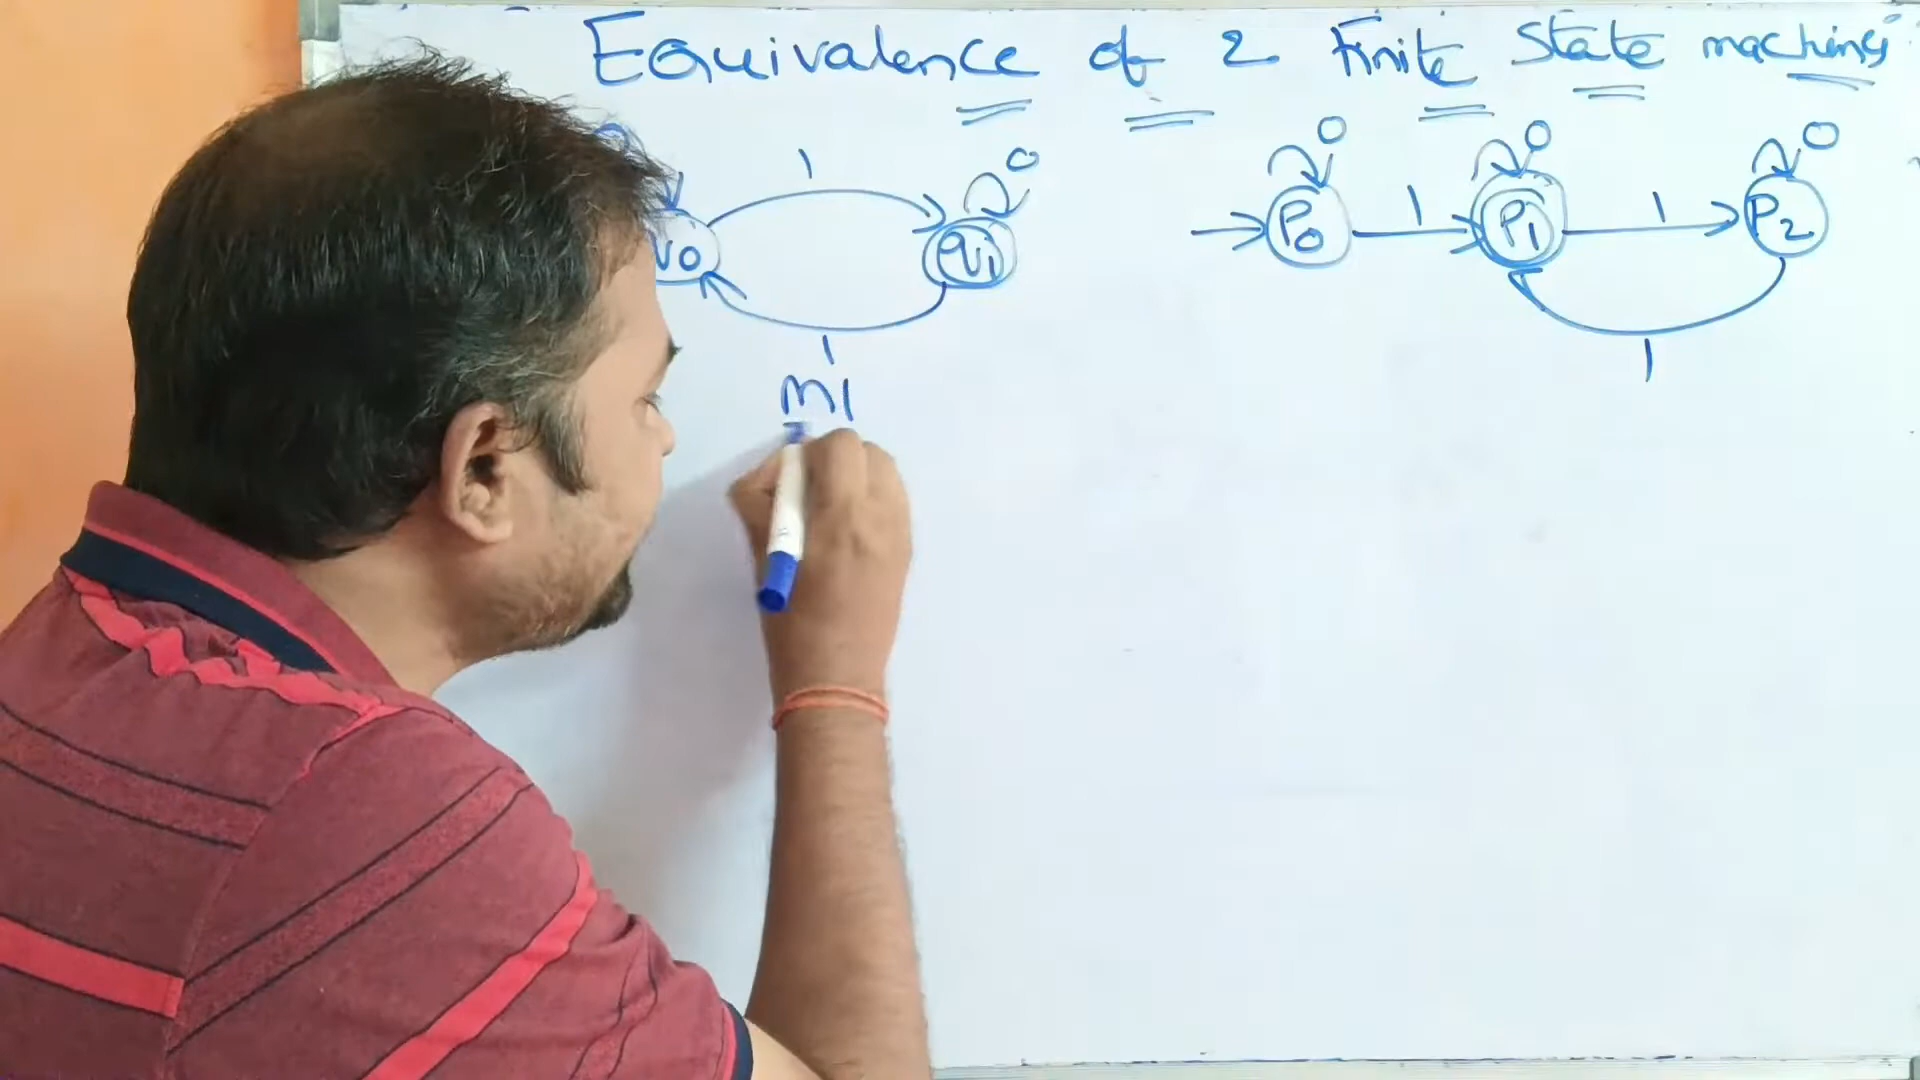 Equivalence of 2 Finite State machines
0 0 0
1 0 1 1
q0 q1 P0 P1 P2
1 1
M1